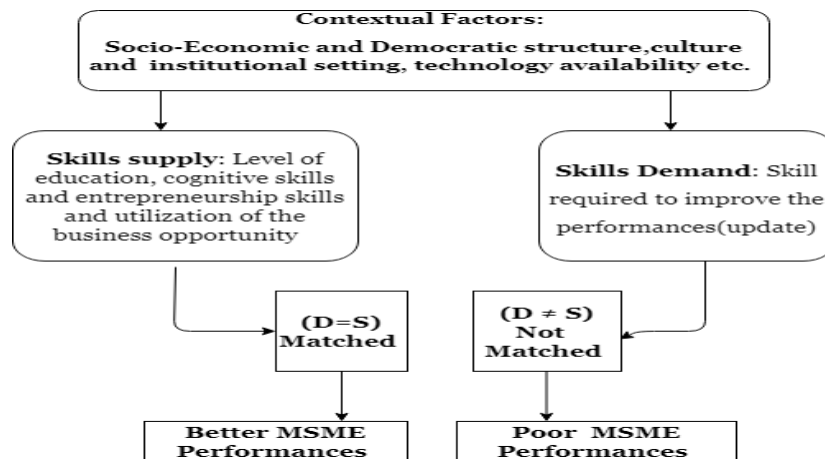 Contextual Factors:
Socio-Economic and Democratic structure,culture
and institutional setting, technology availability etc.
Skills supply: Level of
education, cognitive skills
and entrepreneurship skills
and utilization of the
business opportunity
Skills Demand: Skill
required to improve the
performances(update)
(D=S)
Matched
(D ≠ S)
Not
Matched
Better MSME
Performances
Poor MSME
Performances